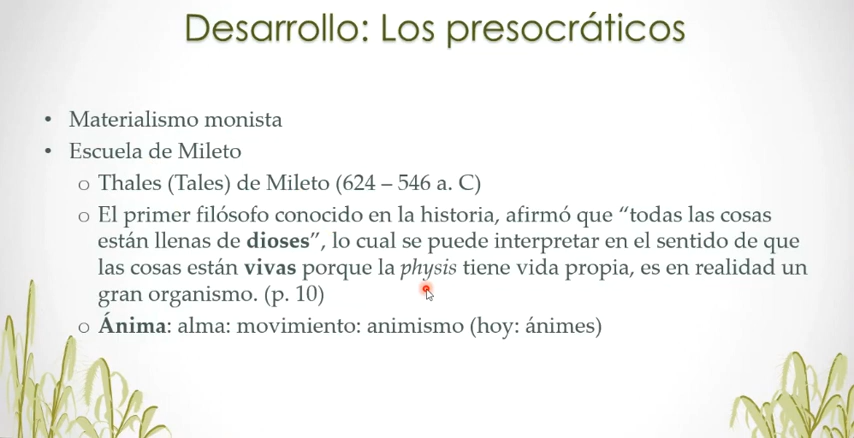 Desarrollo: Los presocráticos
• Materialismo monista
• Escuela de Mileto
o Thales (Tales) de Mileto (624 – 546 a. C)
o El primer filósofo conocido en la historia, afirmó que “todas las cosas
están llenas de dioses”, lo cual se puede interpretar en el sentido de que
las cosas están vivas porque la physis tiene vida propia, es en realidad un
gran organismo. (p. 10)
o Ánima: alma: movimiento: animismo (hoy: ánimes)